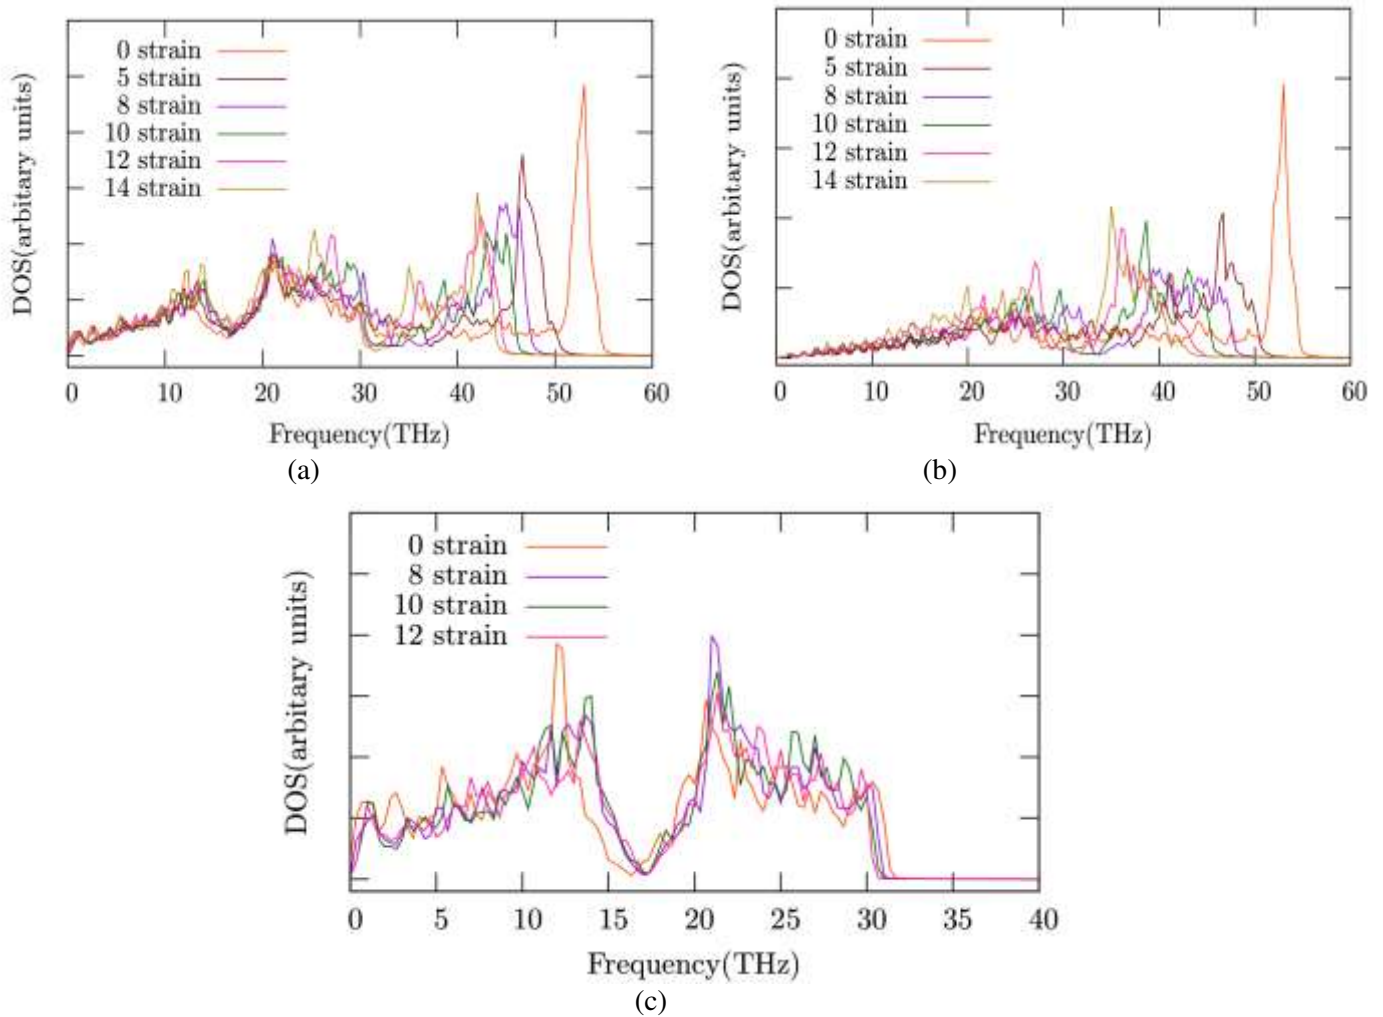 DOS(arbitary units)
0 strain
5 strain
8 strain
10 strain
12 strain
14 strain
0 10 20 30 40 50 60
Frequency(THz)
(a)
DOS(arbitary units)
0 strain
5 strain
8 strain
10 strain
12 strain
14 strain
0 10 20 30 40 50 60
Frequency(THz)
(b)
DOS(arbitary units)
0 strain
8 strain
10 strain
12 strain
0 5 10 15 20 25 30 35 40
Frequency(THz)
(c)